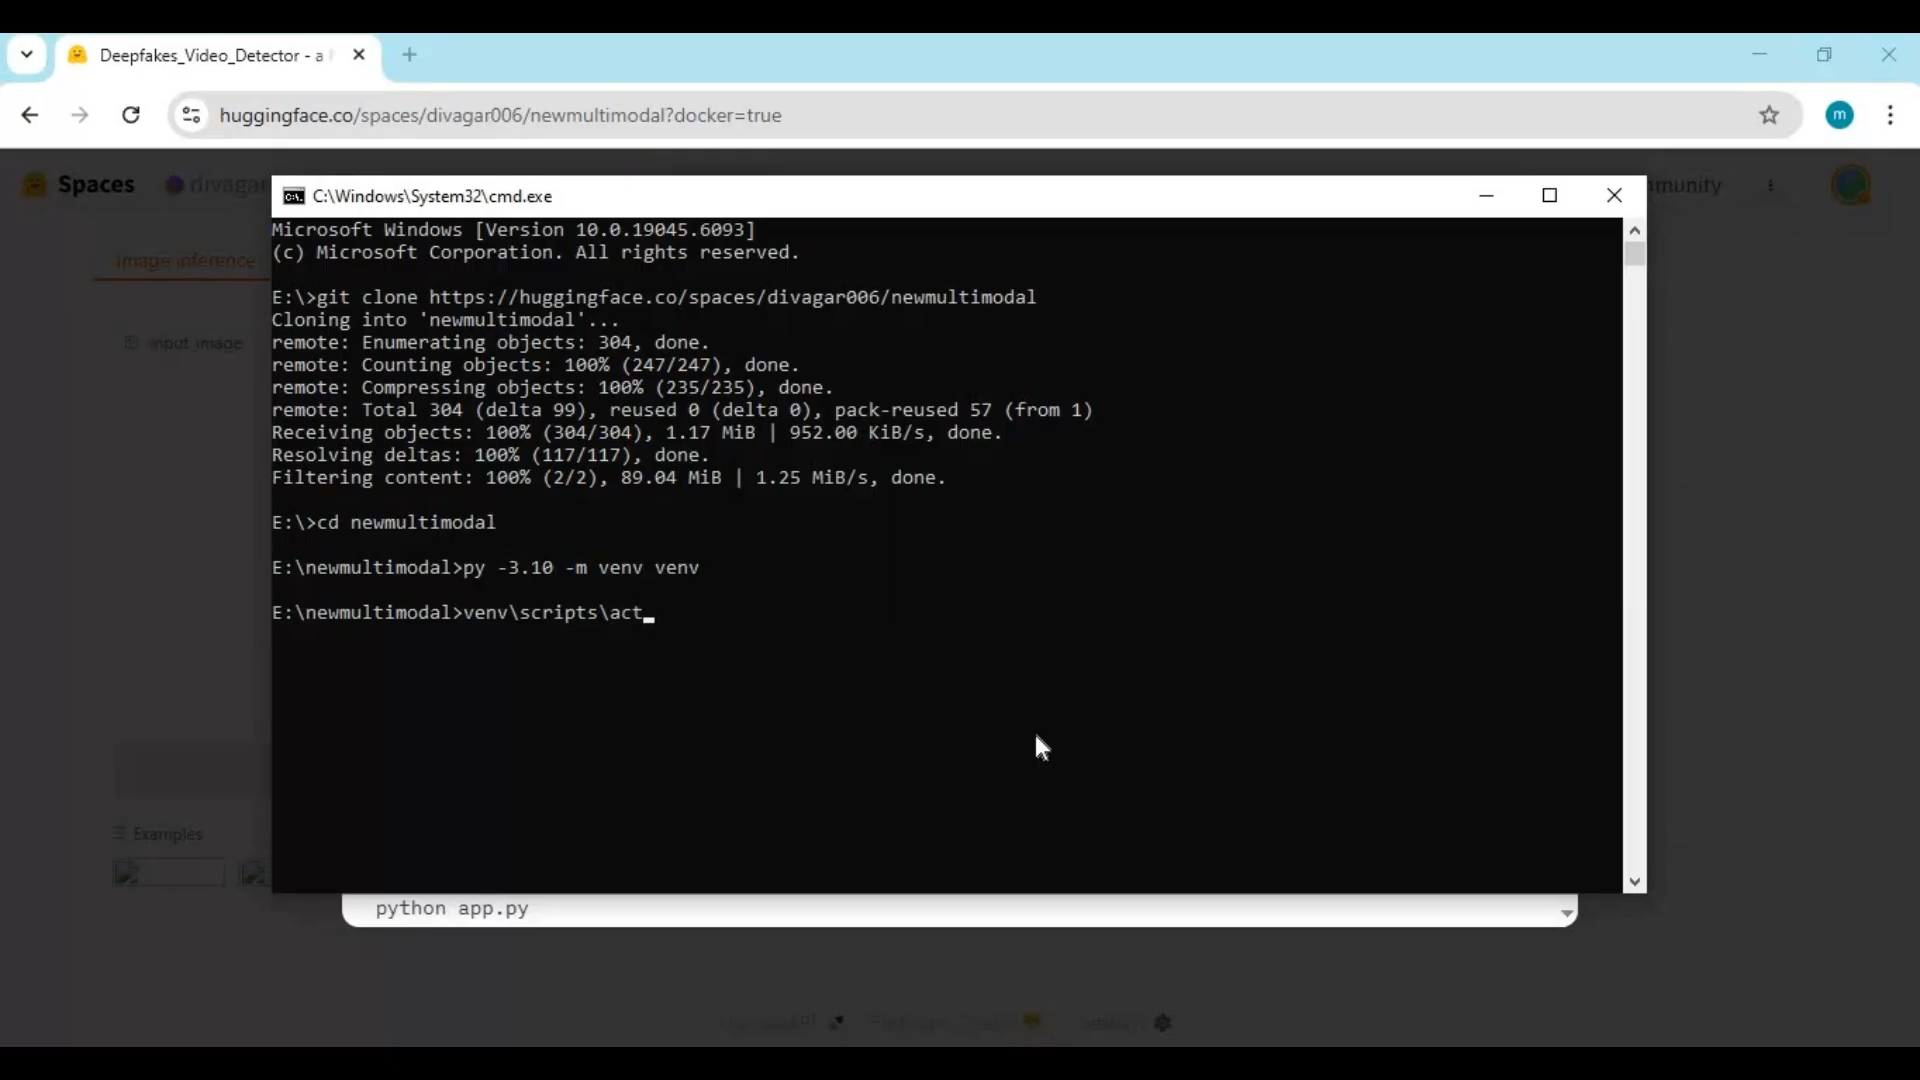 Deepfakes_Video_Detector - a
huggingface.co/spaces/divagar006/newmultimodal?docker=true
Spaces
divagar
munity
C:\Windows\System32\cmd.exe
Microsoft Windows [Version 10.0.19045.6093]
(c) Microsoft Corporation. All rights reserved.
E:\>git clone https://huggingface.co/spaces/divagar006/newmultimodal
Cloning into 'newmultimodal'...
remote: Enumerating objects: 304, done.
remote: Counting objects: 100% (247/247), done.
remote: Compressing objects: 100% (235/235), done.
remote: Total 304 (delta 99), reused 0 (delta 0), pack-reused 57 (from 1)
Receiving objects: 100% (304/304), 1.17 MiB | 952.00 KiB/s, done.
Resolving deltas: 100% (117/117), done.
Filtering content: 100% (2/2), 89.04 MiB | 1.25 MiB/s, done.
E:\>cd newmultimodal
E:\newmultimodal>py -3.10 -m venv venv
E:\newmultimodal>venv\scripts\act
Image inference
input_image
Examples
python app.py
m